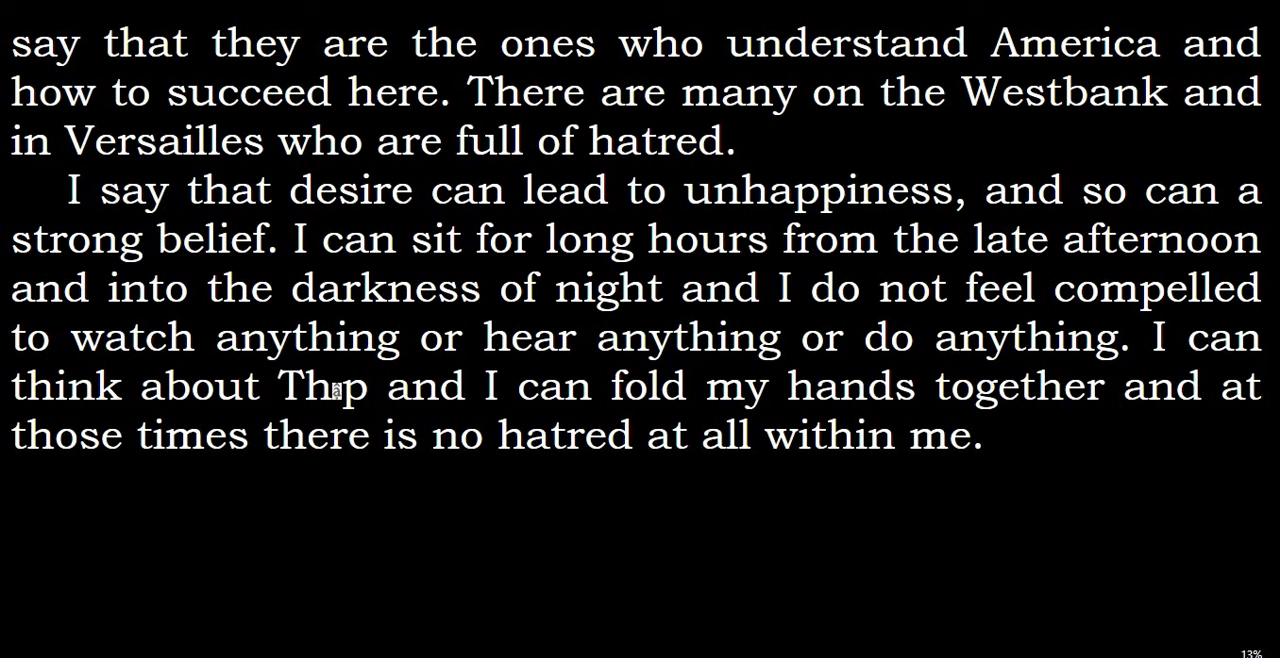 say that they are the ones who understand America and
how to succeed here. There are many on the Westbank and
in Versailles who are full of hatred.
I say that desire can lead to unhappiness, and so can a
strong belief. I can sit for long hours from the late afternoon
and into the darkness of night and I do not feel compelled
to watch anything or hear anything or do anything. I can
think about and I can fold my hands together and at
those times there is no hatred at all within me.
13%